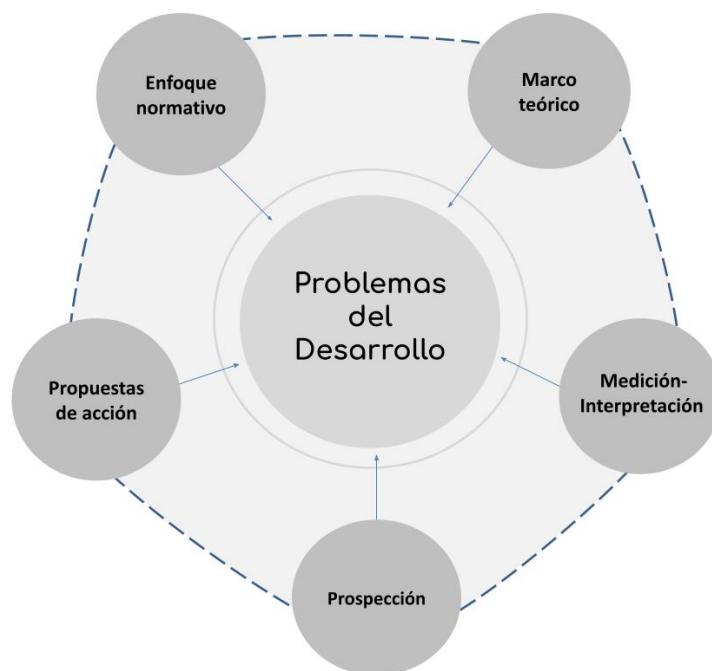 Enfoque
normativo
Marco
teórico
Problemas
del
Desarrollo
Propuestas
de acción
Medición-
Interpretación
Prospección